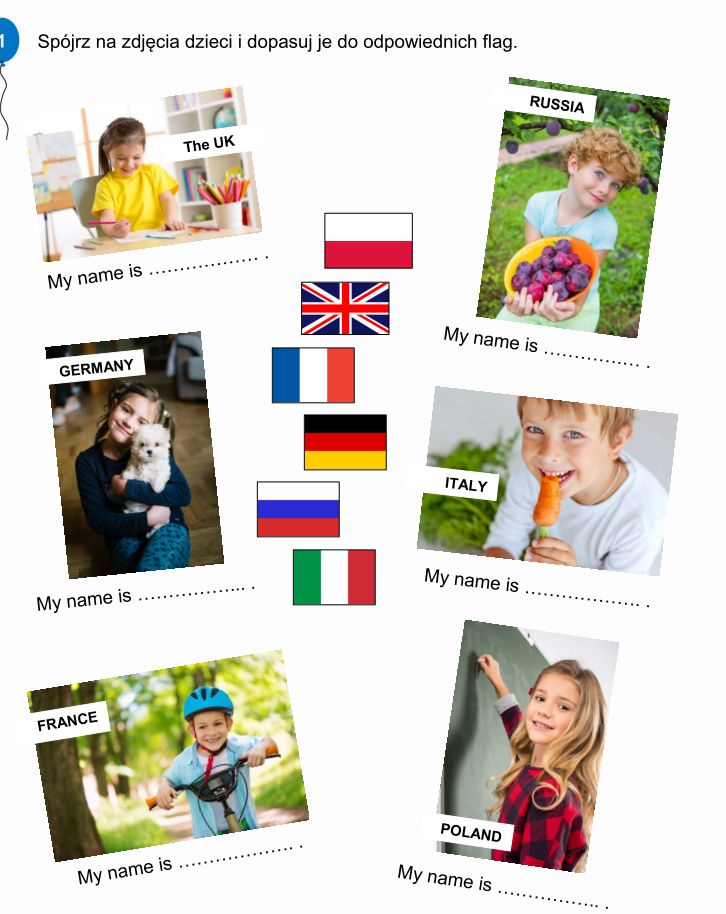 1
Spójrz na zdjęcia dzieci i dopasuj je do odpowiednich flag.
The UK
My name is ……………… .
RUSSIA
My name is …………… .
GERMANY
My name is ……………... .
ITALY
My name is ……………… .
FRANCE
My name is ……………… .
POLAND
My name is ……………... .